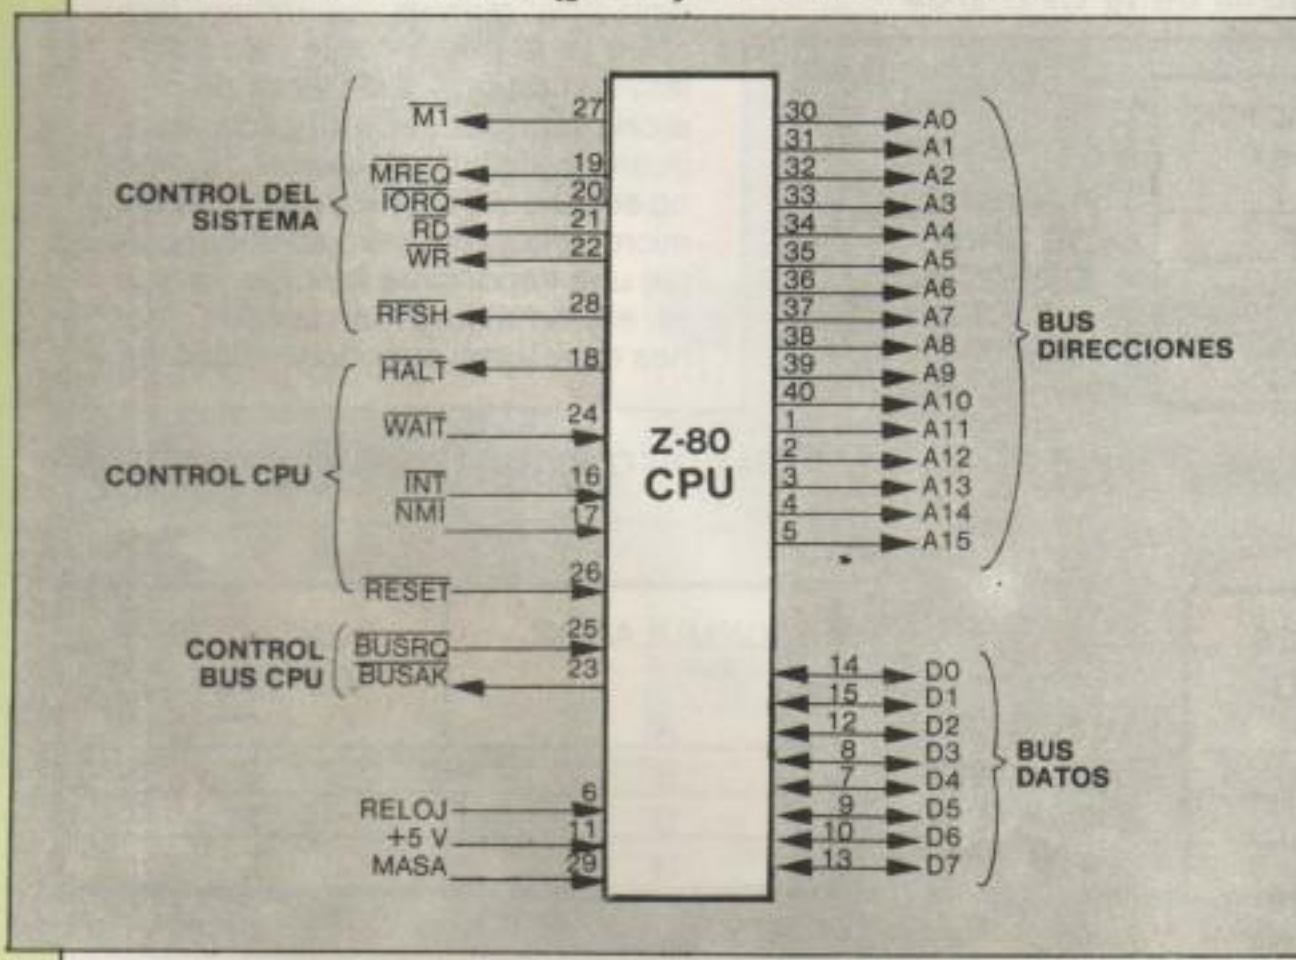 CONTROL DEL
SISTEMA
M1 27
MREQ 19
IORQ 20
RD 21
WR 22
RFSH 28
CONTROL CPU
HALT 18
WAIT 24
INT 16
NMI 17
RESET 26
CONTROL
BUS CPU
BUSRQ 25
BUSAK 23
RELOJ 6
+5 V 11
MASA 29
Z-80
CPU
30 A0
31 A1
32 A2
33 A3
34 A4
35 A5
36 A6
37 A7
38 A8
39 A9
40 A10
1 A11
2 A12
3 A13
4 A14
5 A15
BUS
DIRECCIONES
14 D0
15 D1
12 D2
8 D3
7 D4
9 D5
10 D6
13 D7
BUS
DATOS